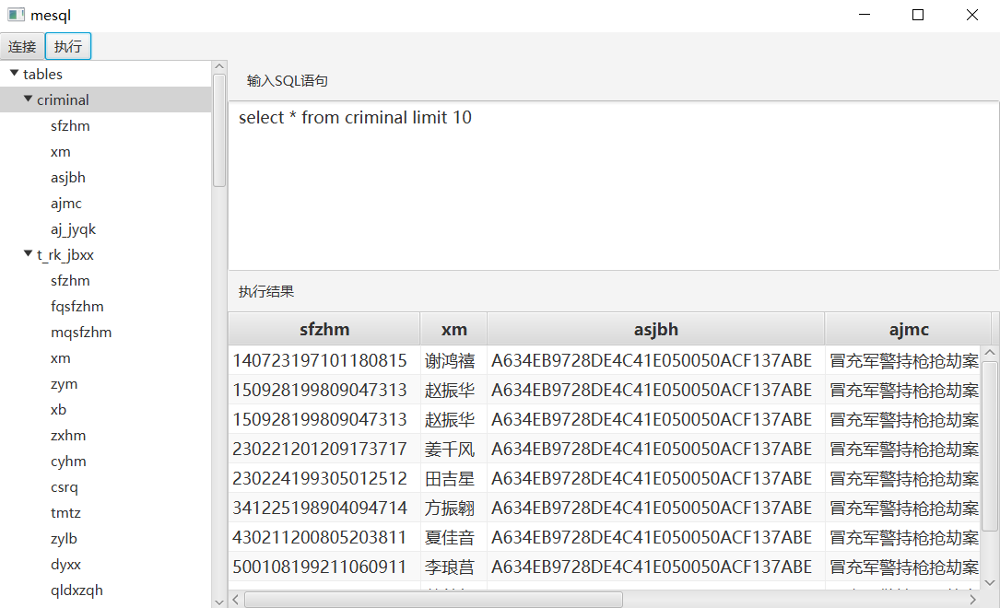 mesql
连接 执行
tables
criminal
sfzhm
xm
asjbh
ajmc
aj_jyqk
t_rk_jbxx
sfzhm
fqsfzhm
mqsfzhm
xm
zym
xb
zxhm
cyhm
csrq
tmtz
zylb
dyxx
qldxzqh
输入SQL语句
select * from criminal limit 10
执行结果
sfzhm xm asjbh ajmc
140723197101180815 谢鸿禧 A634EB9728DE4C41E050050ACF137ABE 冒充军警持枪抢劫案
150928199809047313 赵振华 A634EB9728DE4C41E050050ACF137ABE 冒充军警持枪抢劫案
150928199809047313 赵振华 A634EB9728DE4C41E050050ACF137ABE 冒充军警持枪抢劫案
230221201209173717 姜千风 A634EB9728DE4C41E050050ACF137ABE 冒充军警持枪抢劫案
230224199305012512 田吉星 A634EB9728DE4C41E050050ACF137ABE 冒充军警持枪抢劫案
341225198904094714 方振翱 A634EB9728DE4C41E050050ACF137ABE 冒充军警持枪抢劫案
430211200805203811 夏佳音 A634EB9728DE4C41E050050ACF137ABE 冒充军警持枪抢劫案
500108199211060911 李琅莒 A634EB9728DE4C41E050050ACF137ABE 冒充军警持枪抢劫案